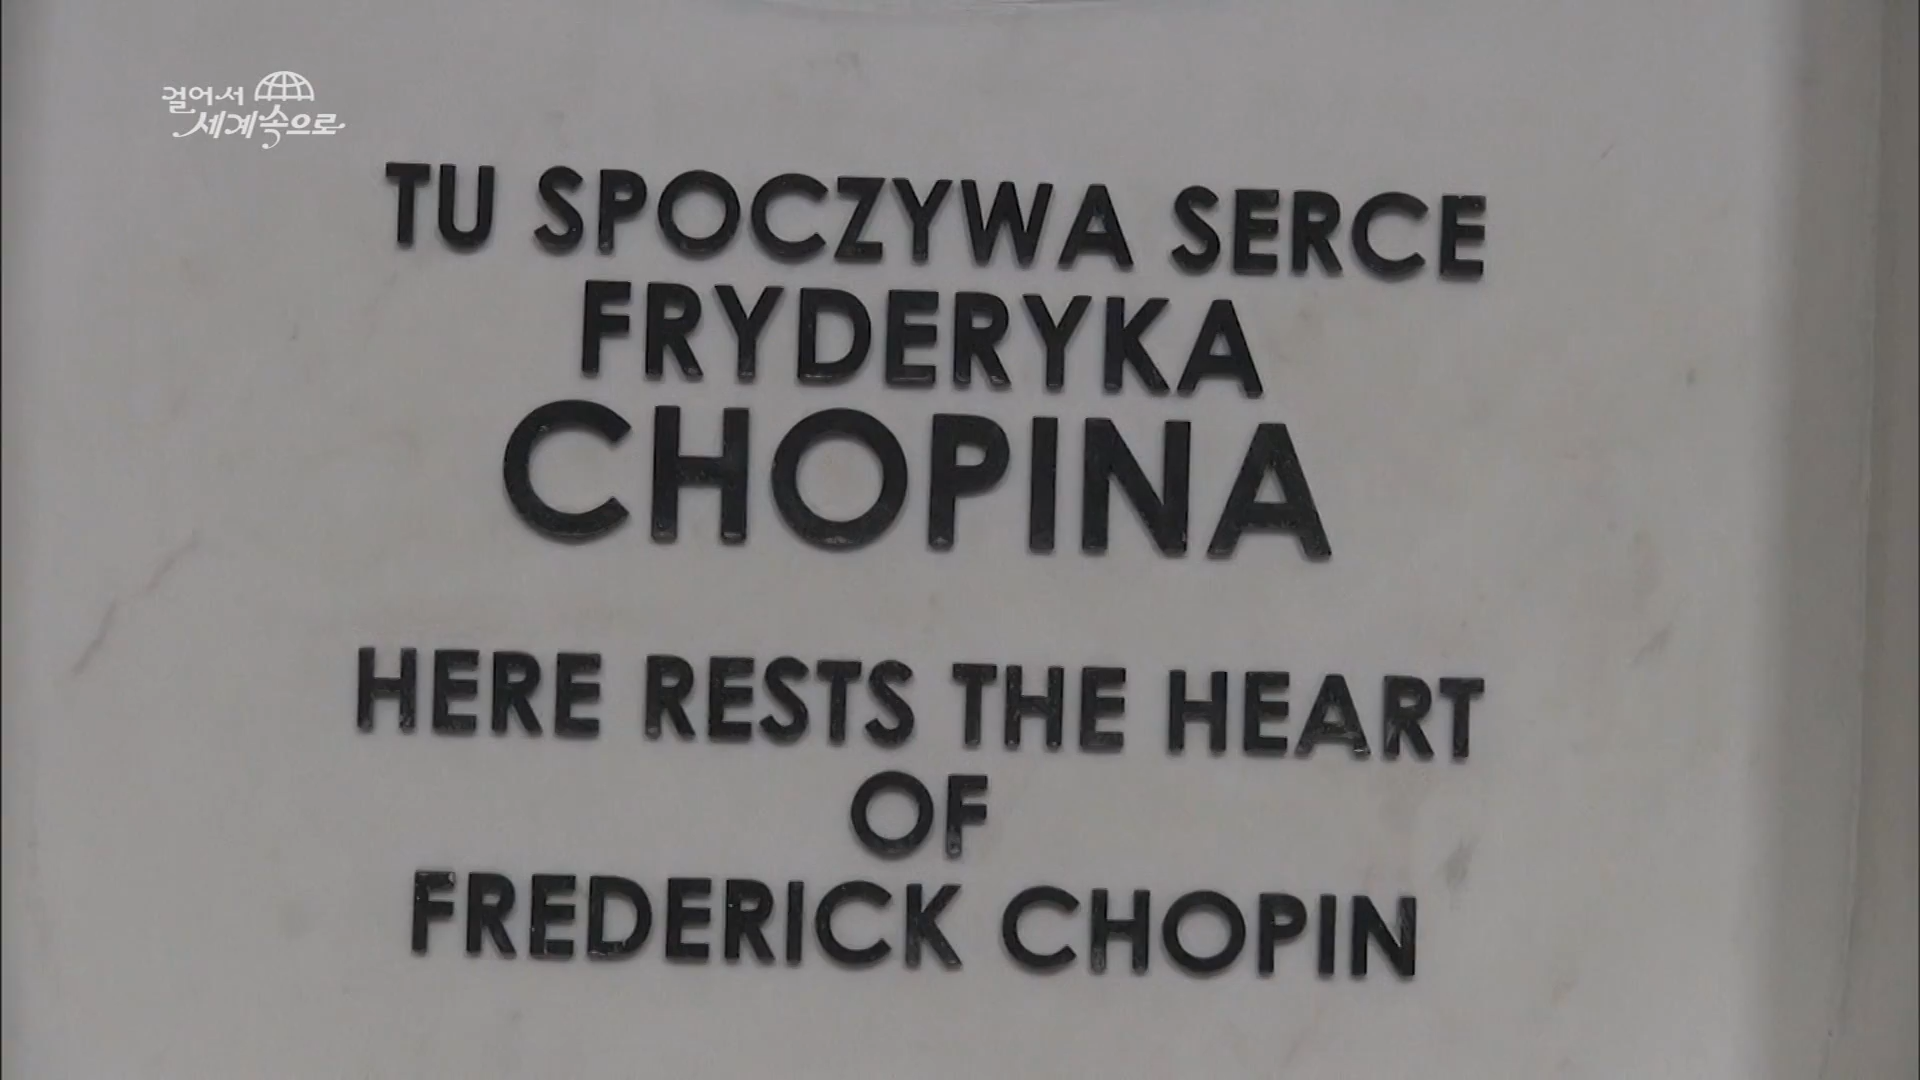 걸어서
세계속으로
TU SPOCZYWA SERCE
FRYDERYKA
CHOPINA
HERE RESTS THE HEART
OF
FREDERICK CHOPIN